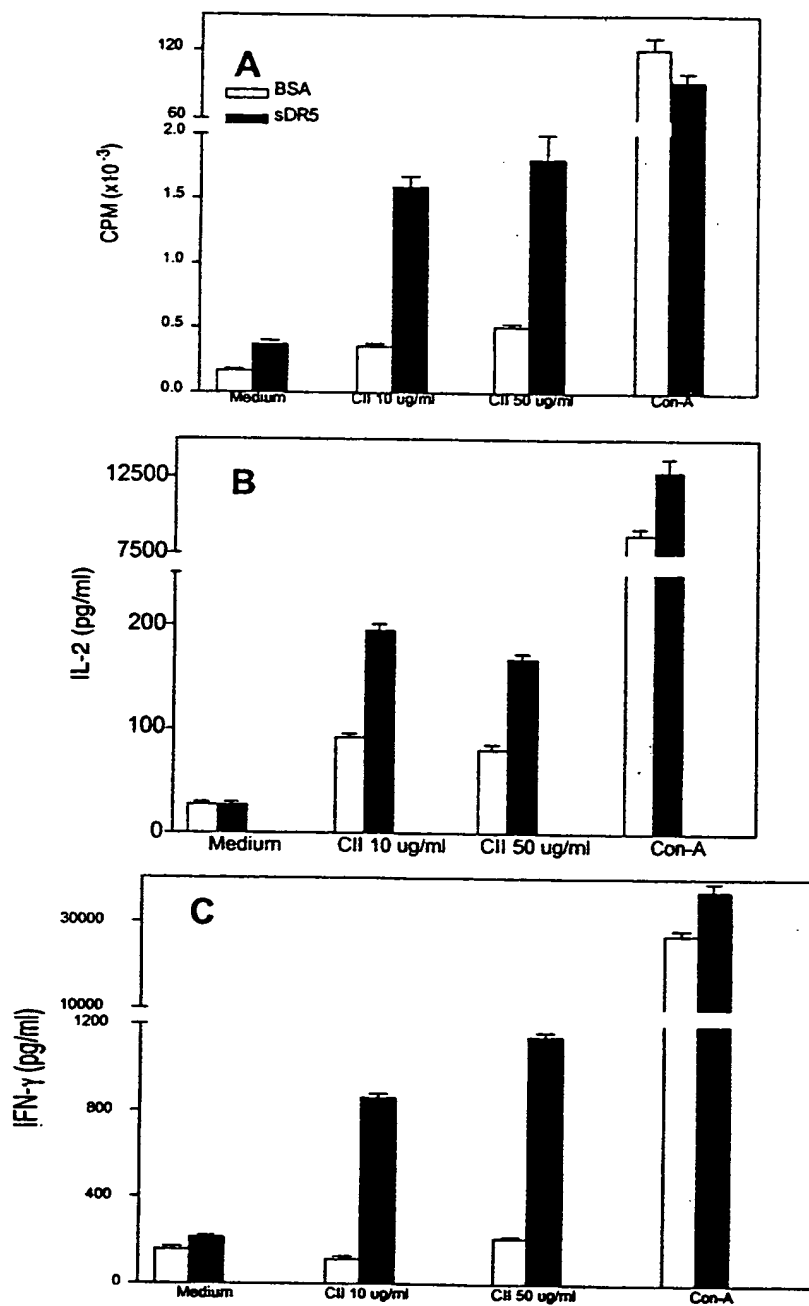 A
BSA
sDR5
CPM (x10⁻³)
120
60
2.0
1.5
1.0
0.5
0.0
Medium
CII 10 ug/ml
CII 50 ug/ml
Con-A
B
IL-2 (pg/ml)
12500
7500
200
100
0
Medium
CII 10 ug/ml
CII 50 ug/ml
Con-A
C
IFN-γ (pg/ml)
30000
10000
1200
800
400
0
Medium
CII 10 ug/ml
CII 50 ug/ml
Con-A